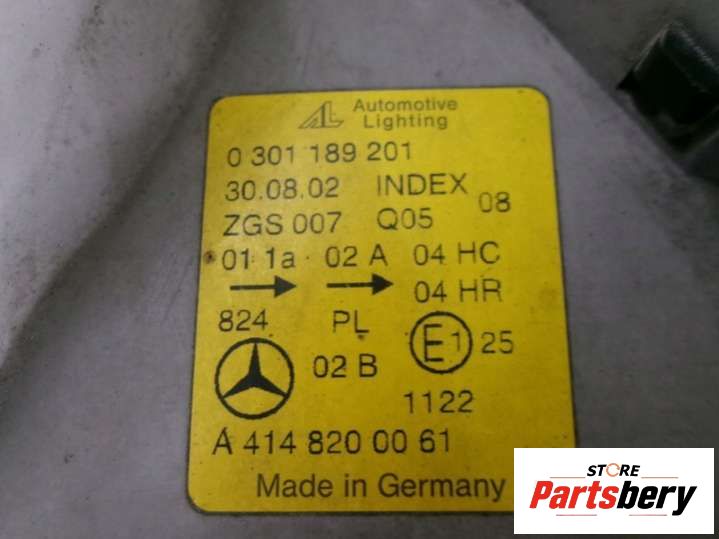 AL Automotive
Lighting
0 301 189 201
30.08.02 INDEX 08
ZGS 007 Q05
01 1a 02 A 04 HC
04 HR
824 PL E1 25
02 B
1122
A 414 820 00 61
Made in Germany
STORE
Partsbery